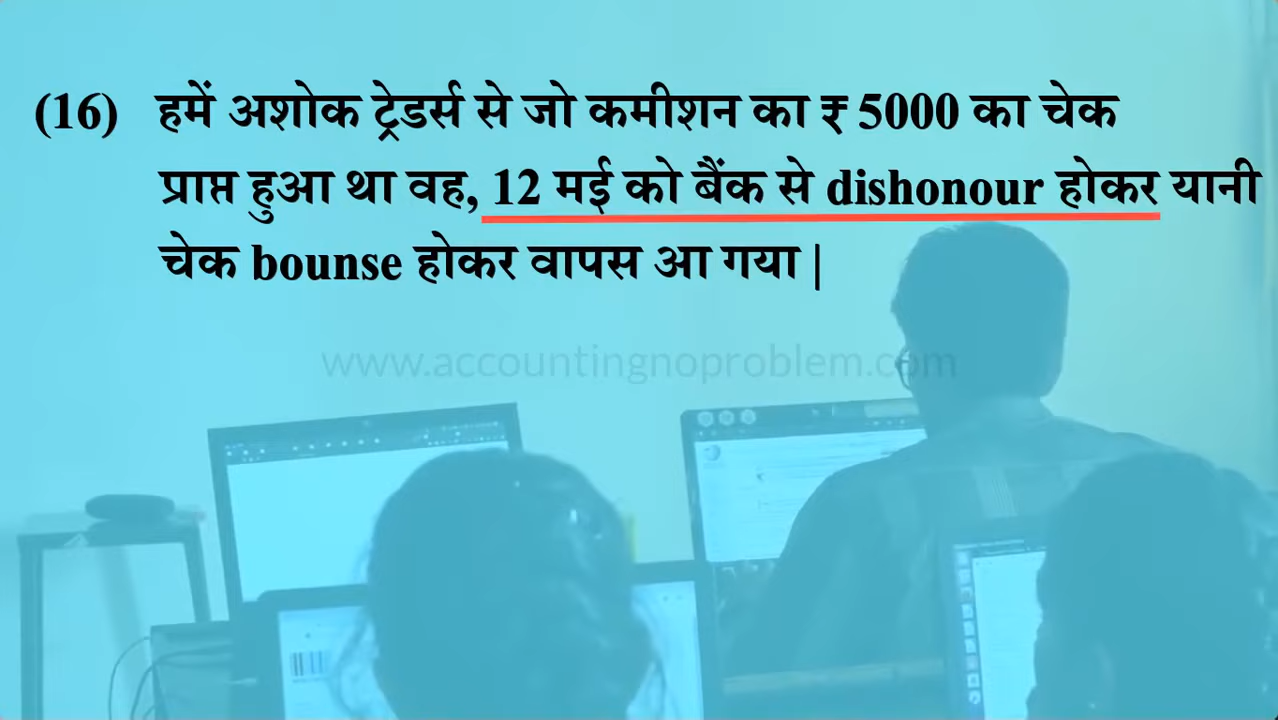 (16) हमें अशोक ट्रेडर्स से जो कमीशन का ₹ 5000 का चेक
प्राप्त हुआ था वह, 12 मई को बैंक से dishonour होकर यानी
चेक bounse होकर वापस आ गया |
www.accountingnoproblem.com